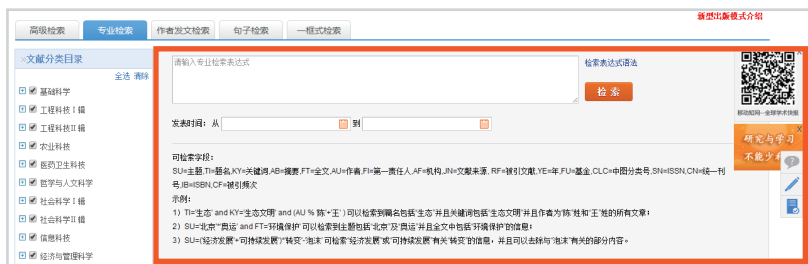 新型出版模式介绍
高级检索 专业检索 作者发文检索 句子检索 一框式检索
»文献分类目录
全选 清除
基础科学
工程科技Ⅰ辑
工程科技Ⅱ辑
农业科技
医药卫生科技
哲学与人文科学
社会科学Ⅰ辑
社会科学Ⅱ辑
信息科技
经济与管理科学
请输入专业检索表达式
检索表达式语法
检索
发表时间：从 到
可检索字段：
SU=主题,TI=题名,KY=关键词,AB=摘要,FT=全文,AU=作者,FI=第一责任人,AF=机构,JN=文献来源,RF=被引文献,YE=年,FU=基金,CLC=中图分类号,SN=ISSN,CN=统一刊
号,IB=ISBN,CF=被引频次
示例：
1）TI='生态' and KY='生态文明' and (AU % '陈'+'王' ) 可以检索到篇名包括“生态”并且关键词包括“生态文明”并且作者为“陈”姓和“王”姓的所有文章；
2）SU='北京'*'奥运' and FT='环境保护' 可以检索到主题包括“北京”及“奥运”并且全文中包括“环境保护”的信息；
3）SU=('经济发展'+'可持续发展')*'转变'-'泡沫' 可检索“经济发展”或“可持续发展”有关“转变”的信息，并且可以去除与“泡沫”有关的部分内容。
移动知网—全球学术快报
X
研究与学习
不能少
?